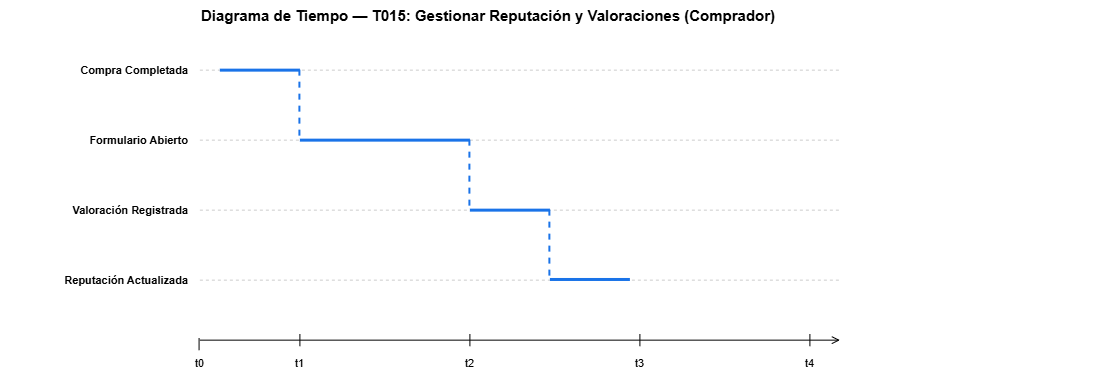 Diagrama de Tiempo — T015: Gestionar Reputación y Valoraciones (Comprador)
Compra Completada
Formulario Abierto
Valoración Registrada
Reputación Actualizada
t0 t1 t2 t3 t4